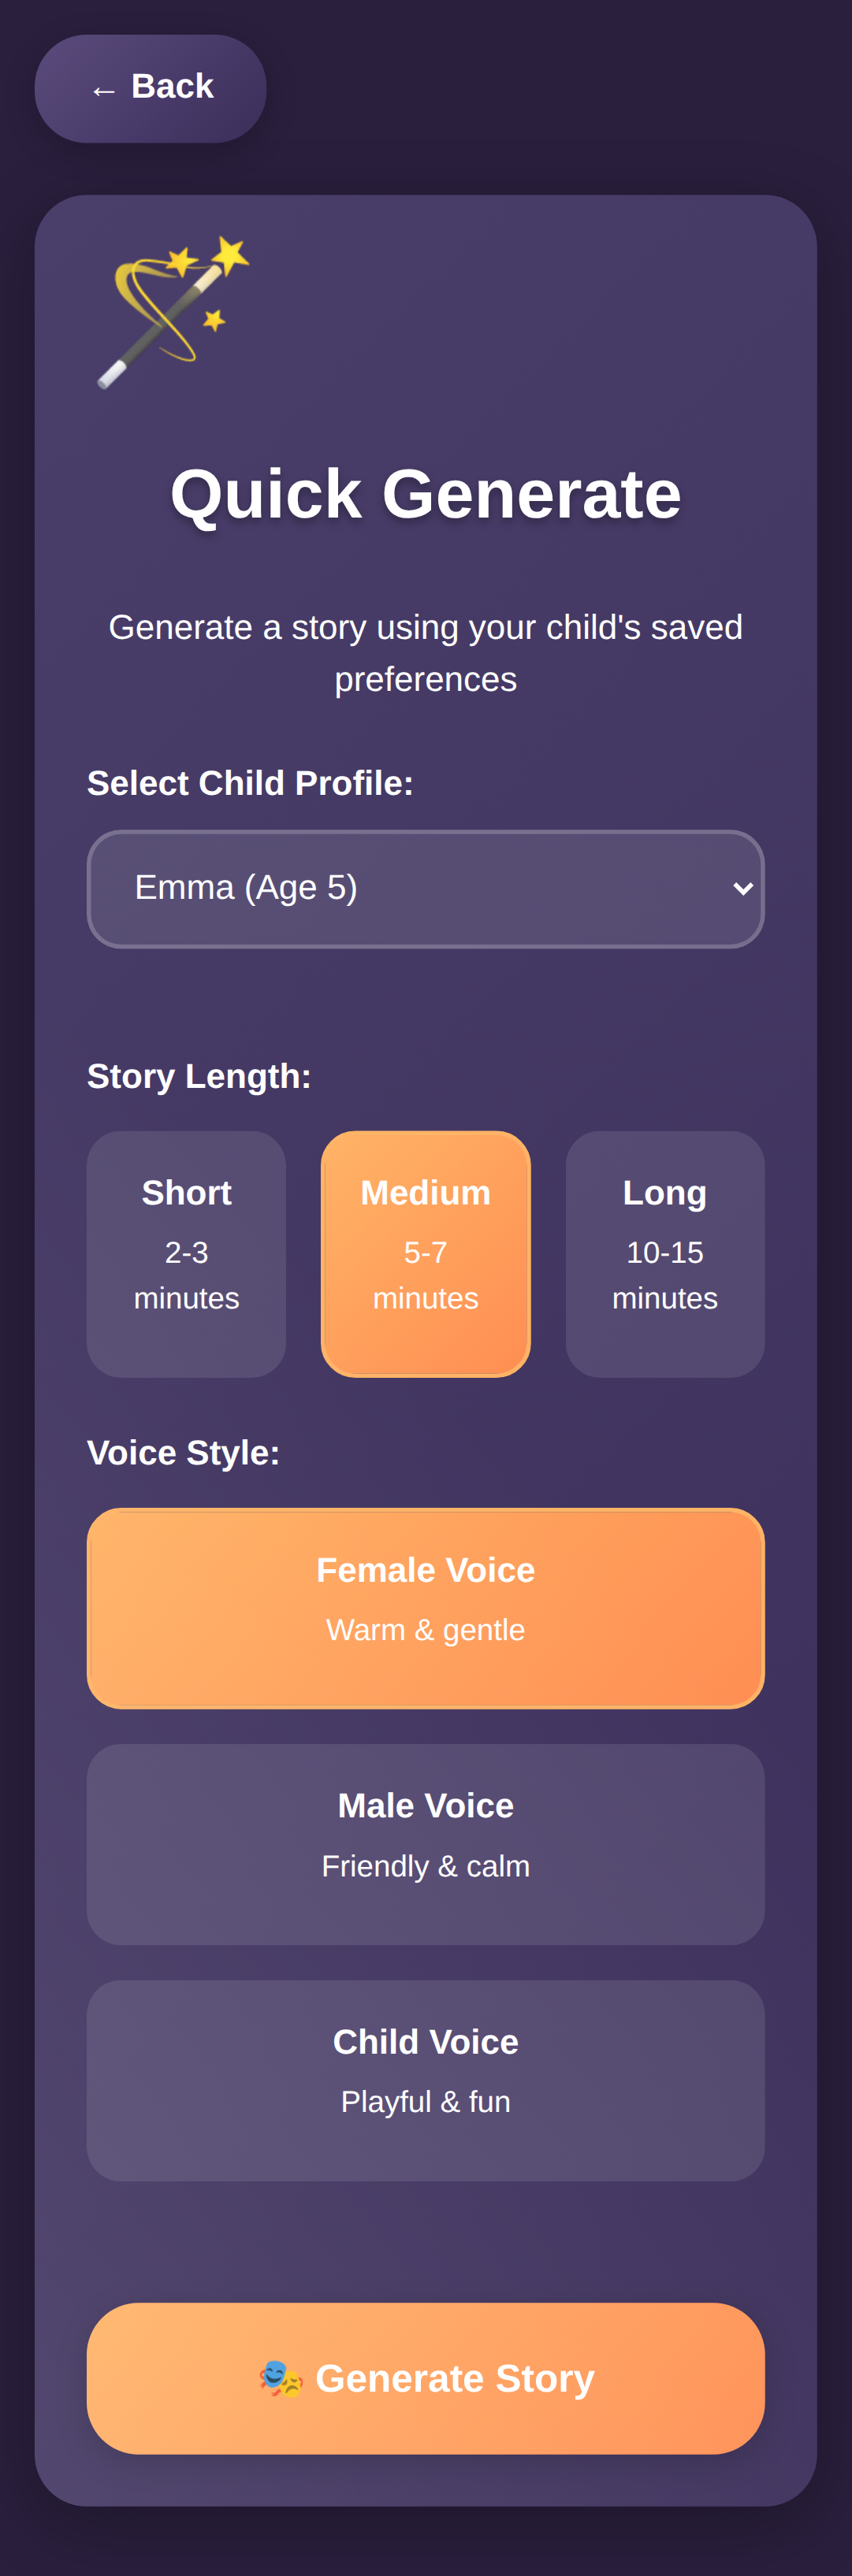 ← Back
Quick Generate
Generate a story using your child's saved
preferences
Select Child Profile:
Emma (Age 5)
Story Length:
Short
2-3
minutes
Medium
5-7
minutes
Long
10-15
minutes
Voice Style:
Female Voice
Warm & gentle
Male Voice
Friendly & calm
Child Voice
Playful & fun
🎭 Generate Story